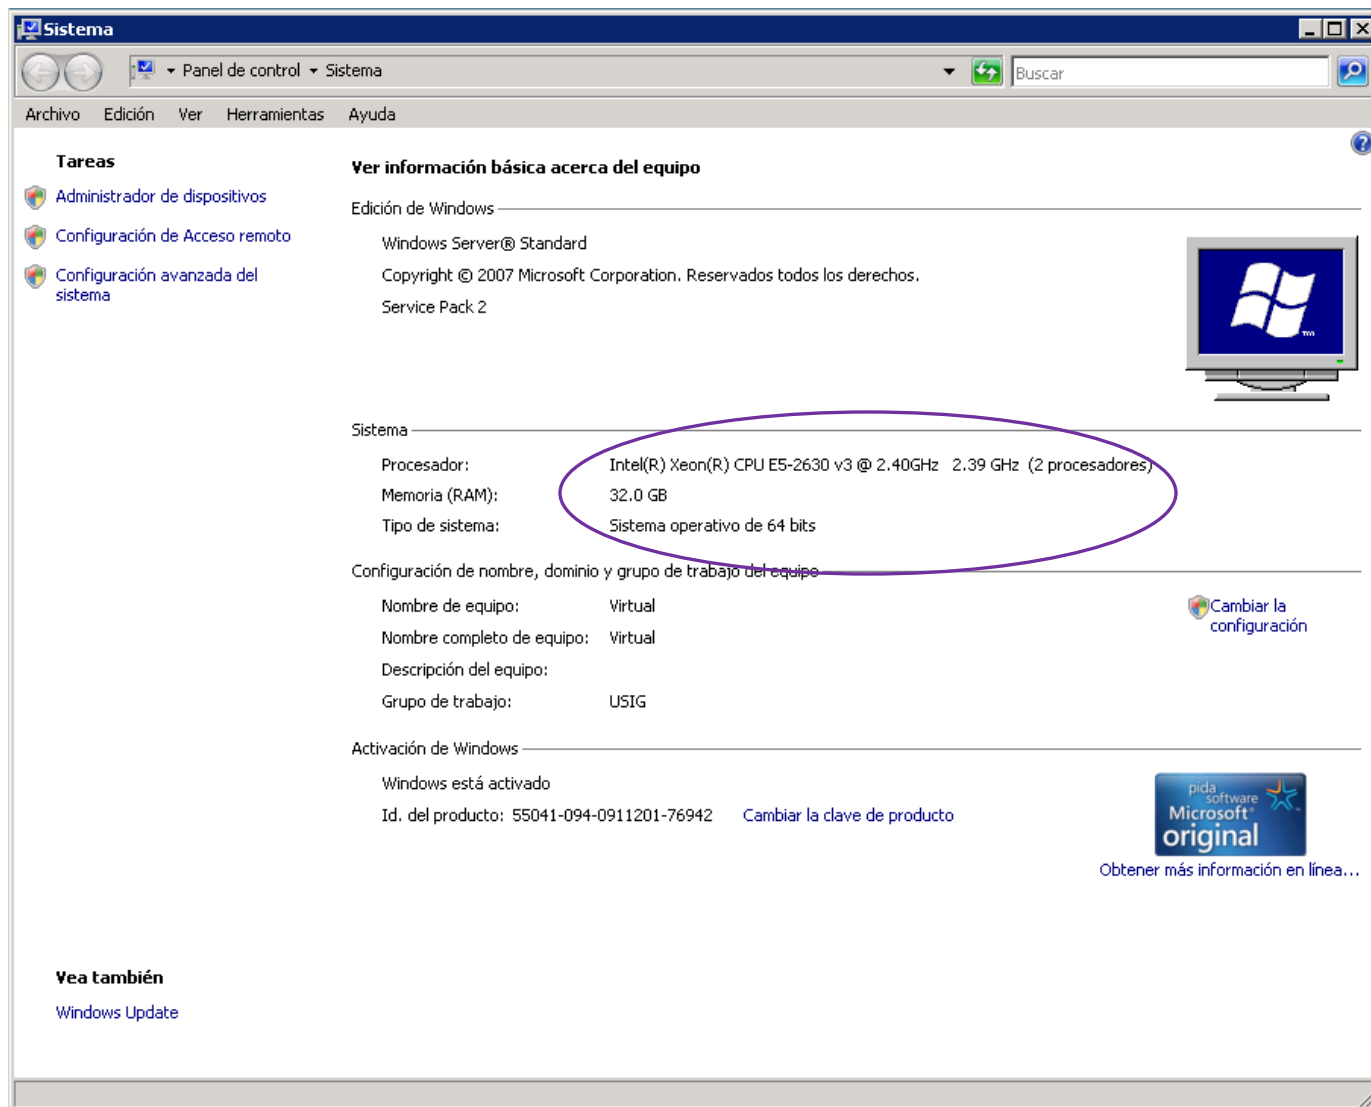 Sistema
Panel de control Sistema
Buscar
Archivo Edición Ver Herramientas Ayuda
Tareas
Administrador de dispositivos
Configuración de Acceso remoto
Configuración avanzada del
sistema
Ver información básica acerca del equipo
Edición de Windows
Windows Server® Standard
Copyright © 2007 Microsoft Corporation. Reservados todos los derechos.
Service Pack 2
TM
Sistema
Procesador: Intel(R) Xeon(R) CPU E5-2630 v3 @ 2.40GHz 2.39 GHz (2 procesadores)
Memoria (RAM): 32.0 GB
Tipo de sistema: Sistema operativo de 64 bits
Configuración de nombre, dominio y grupo de trabajo del equipo
Nombre de equipo: Virtual
Cambiar la
configuración
Nombre completo de equipo: Virtual
Descripción del equipo:
Grupo de trabajo: USIG
Activación de Windows
Windows está activado
Id. del producto: 55041-094-0911201-76942 Cambiar la clave de producto
pida
software
Microsoft®
original
Obtener más información en línea...
Vea también
Windows Update